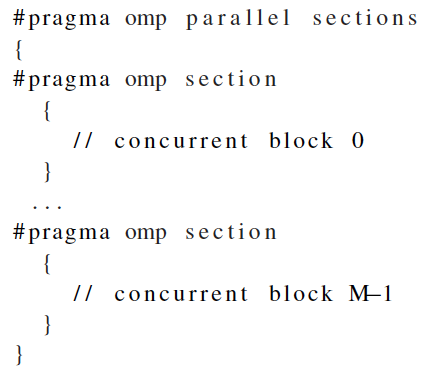 #pragma omp parallel sections
{
#pragma omp section
{
// concurrent block 0
}
...
#pragma omp section
{
// concurrent block M-1
}
}